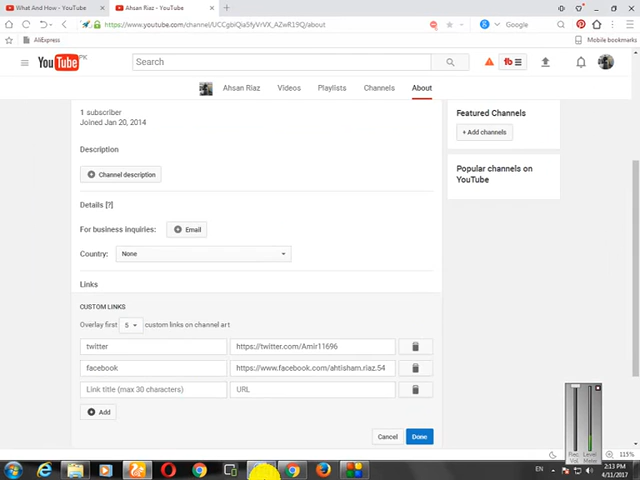 What And How - YouTube
Ahsan Riaz - YouTube
https://www.youtube.com/channel/UCCgbiQia5fyWVX_AZwR19Q/about
Google
AliExpress
Mobile bookmarks
YouTube PK
Search
Ahsan Riaz
Videos
Playlists
Channels
About
1 subscriber
Joined Jan 20, 2014
Description
Channel description
Details [?]
For business inquiries:
Email
Country:
None
Links
CUSTOM LINKS
Overlay first 5 custom links on channel art
twitter
https://twitter.com/Amir11696
facebook
https://www.facebook.com/ahtisham.riaz.54
Link title (max 30 characters)
URL
Add
Cancel
Done
Featured Channels
+ Add channels
Popular channels on
YouTube
Rec Vol
Level Meter
115%
EN
2:13 PM
4/11/2017